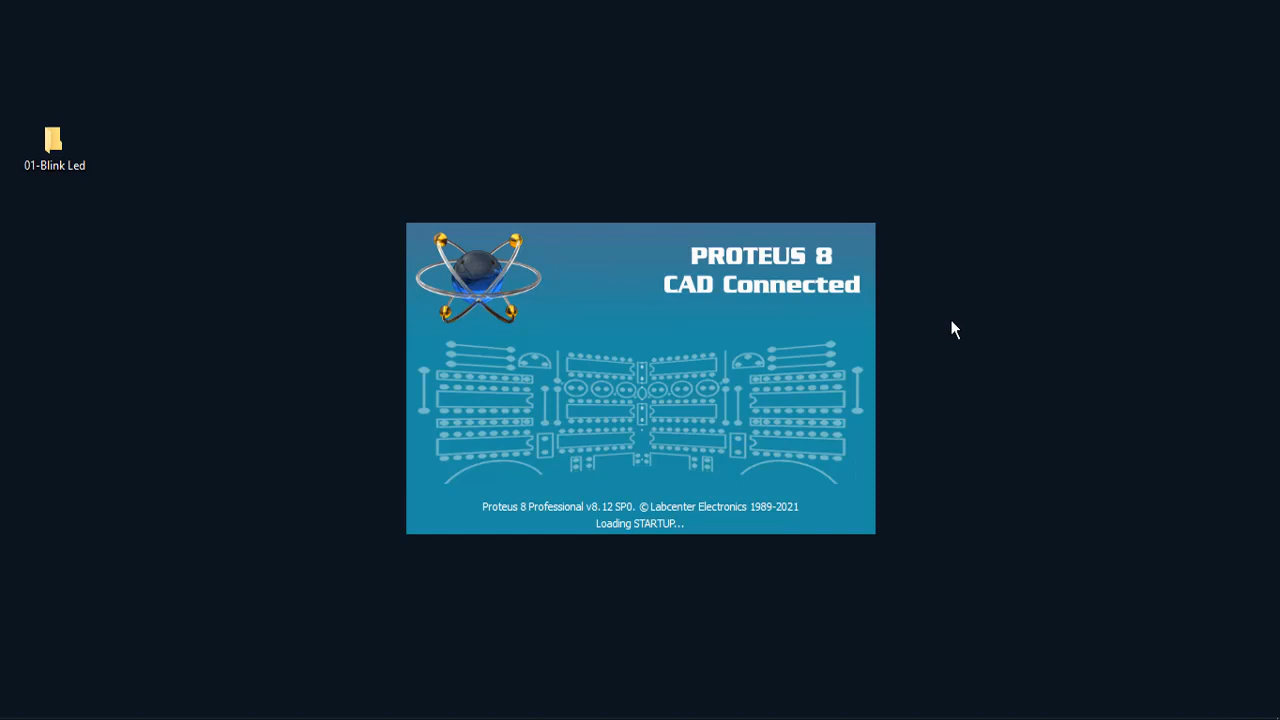 01-Blink Led
PROTEUS 8
CAD Connected
Proteus 8 Professional v8.12 SP0. © Labcenter Electronics 1989-2021
Loading STARTUP...